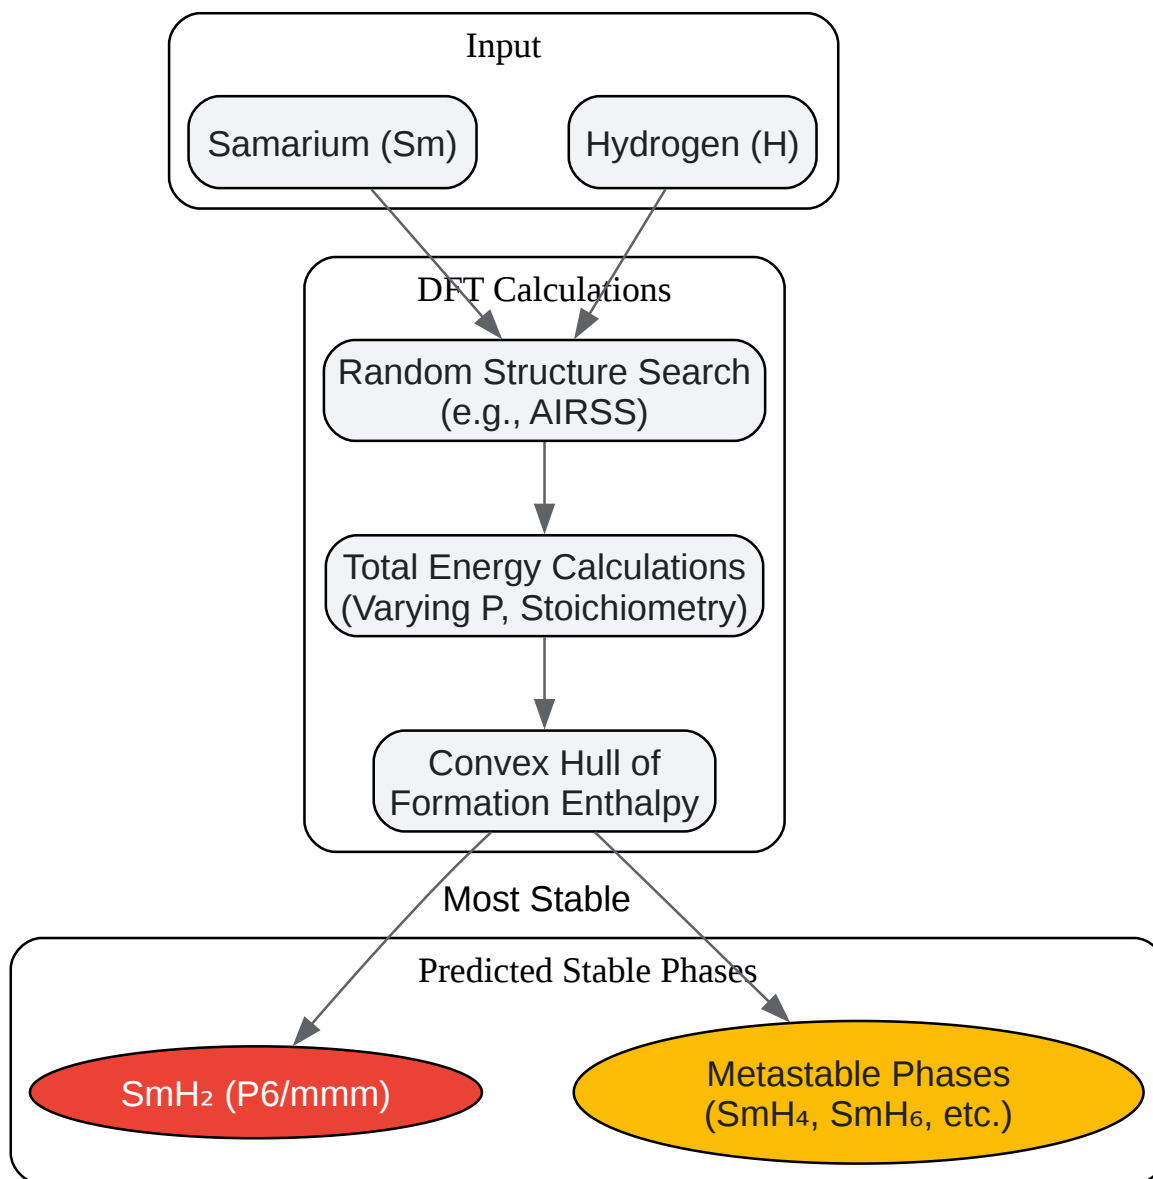 Input
Samarium (Sm)
Hydrogen (H)
DFT Calculations
Random Structure Search
(e.g., AIRSS)
Total Energy Calculations
(Varying P, Stoichiometry)
Convex Hull of
Formation Enthalpy
Most Stable
Predicted Stable Phases
SmH₂ (P6/mmm)
Metastable Phases
(SmH₄, SmH₆, etc.)